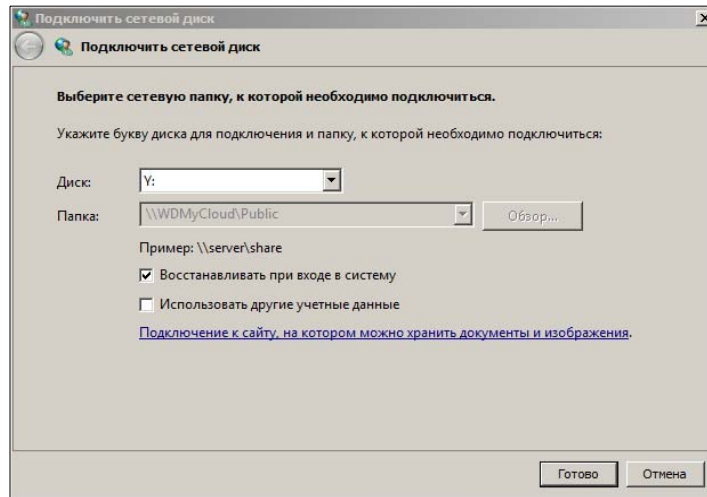 Подключить сетевой диск
Подключить сетевой диск
Выберите сетевую папку, к которой необходимо подключиться.
Укажите букву диска для подключения и папку, к которой необходимо подключиться:
Диск: Y:
Папка: \\WDMyCloud\Public Обзор...
Пример: \\server\share
Восстанавливать при входе в систему
Использовать другие учетные данные
Подключение к сайту, на котором можно хранить документы и изображения.
Готово Отмена